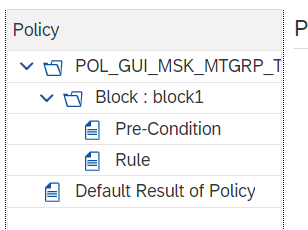 Policy
POL_GUI_MSK_MTGRP_T
Block : block1
Pre-Condition
Rule
Default Result of Policy
P